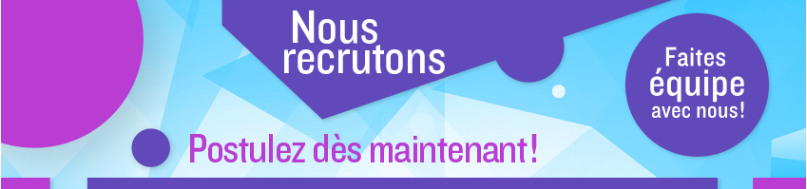 Nous
recrutons
Faites
équipe
avec nous!
Postulez dès maintenant!